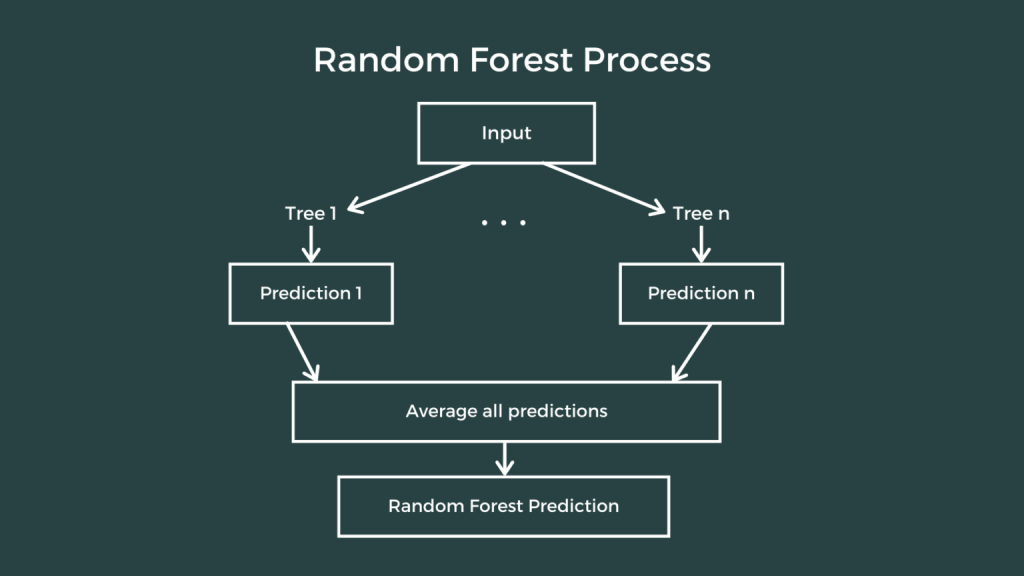 Random Forest Process
Input
Tree 1
. . .
Tree n
Prediction 1
Prediction n
Average all predictions
Random Forest Prediction